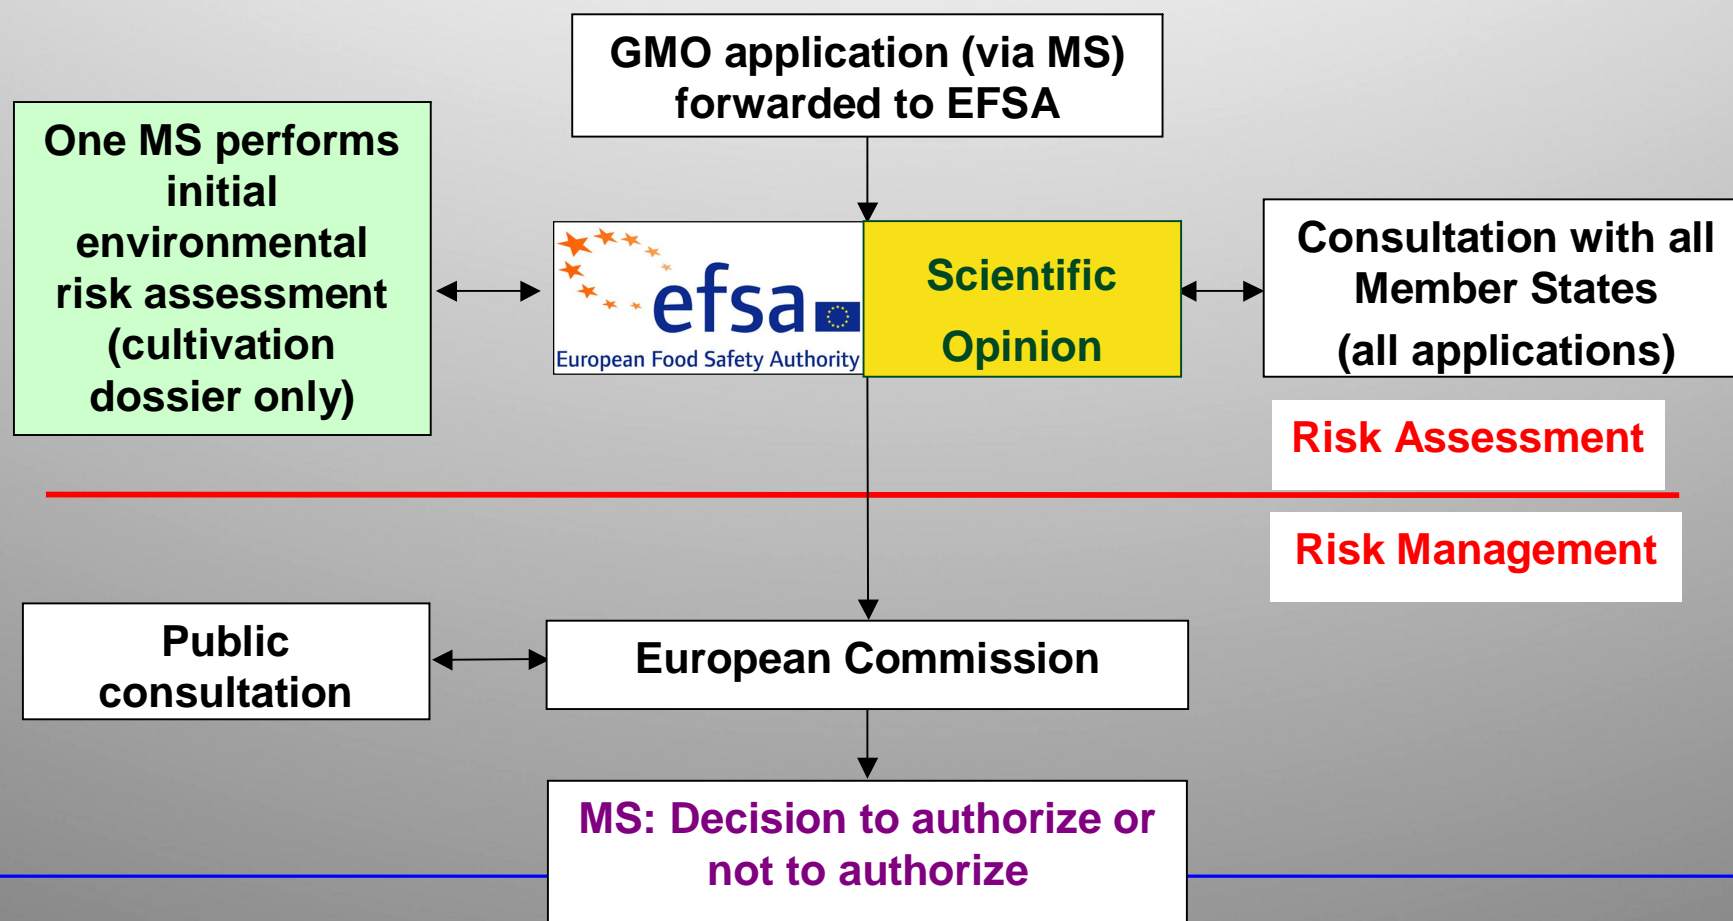 GMO application (via MS)
forwarded to EFSA
One MS performs
initial
environmental
risk assessment
(cultivation
dossier only)
efsa
European Food Safety Authority
Scientific
Opinion
Consultation with all
Member States
(all applications)
Risk Assessment
Risk Management
Public
consultation
European Commission
MS: Decision to authorize or
not to authorize